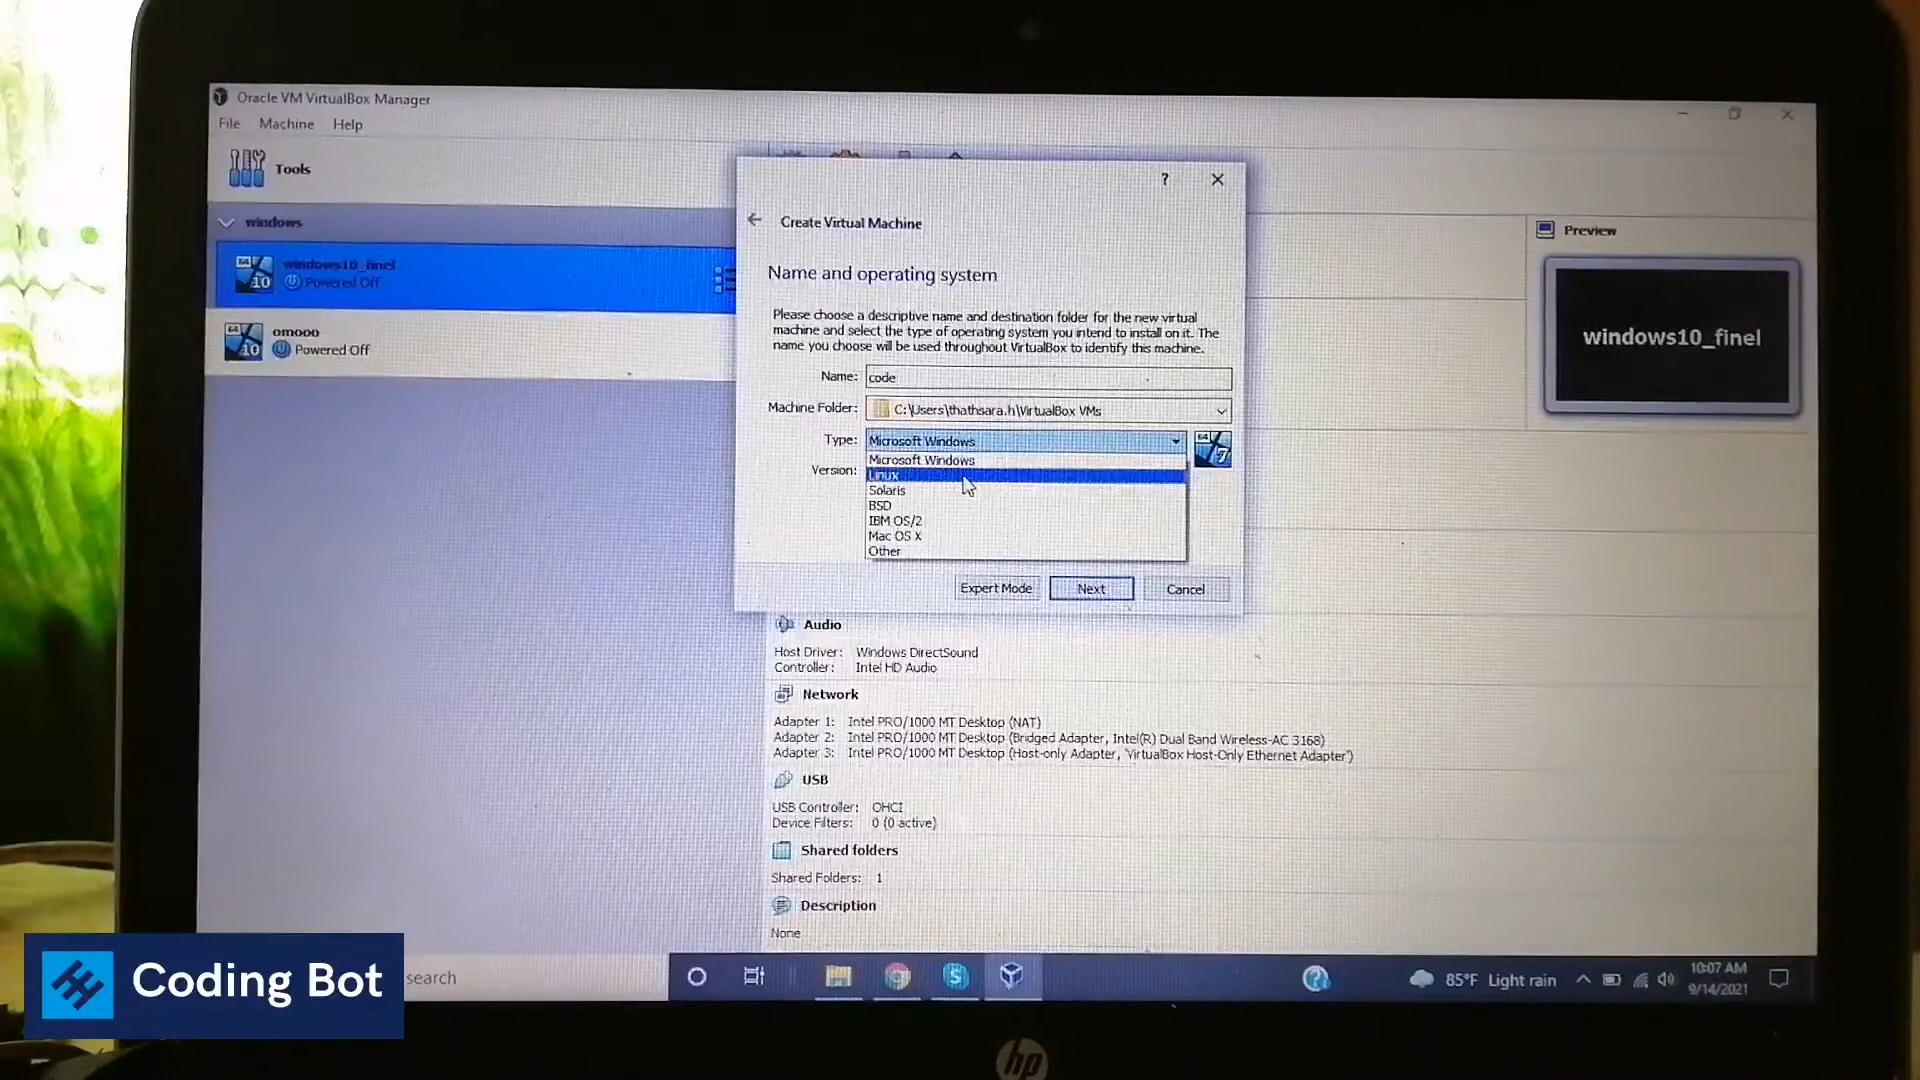 Oracle VM VirtualBox Manager
File Machine Help
Tools
windows
windows10_finel
Powered Off
omooo
Powered Off
64
10
64
10
?
Create Virtual Machine
Name and operating system
Please choose a descriptive name and destination folder for the new virtual
machine and select the type of operating system you intend to install on it. The
name you choose will be used throughout VirtualBox to identify this machine.
Name: code
Machine Folder: C:\Users\thathsara.h\VirtualBox VMs
Type: Microsoft Windows
64
7
Version:
Microsoft Windows
Linux
Solaris
BSD
IBM OS/2
Mac OS X
Other
Expert Mode Next Cancel
Preview
windows10_finel
Audio
Host Driver: Windows DirectSound
Controller: Intel HD Audio
Network
Adapter 1: Intel PRO/1000 MT Desktop (NAT)
Adapter 2: Intel PRO/1000 MT Desktop (Bridged Adapter, Intel(R) Dual Band Wireless-AC 3168)
Adapter 3: Intel PRO/1000 MT Desktop (Host-only Adapter, 'VirtualBox Host-Only Ethernet Adapter')
USB
USB Controller: OHCI
Device Filters: 0 (0 active)
Shared folders
Shared Folders: 1
Description
None
search
85°F Light rain
10:07 AM
9/14/2021
Coding Bot
hp